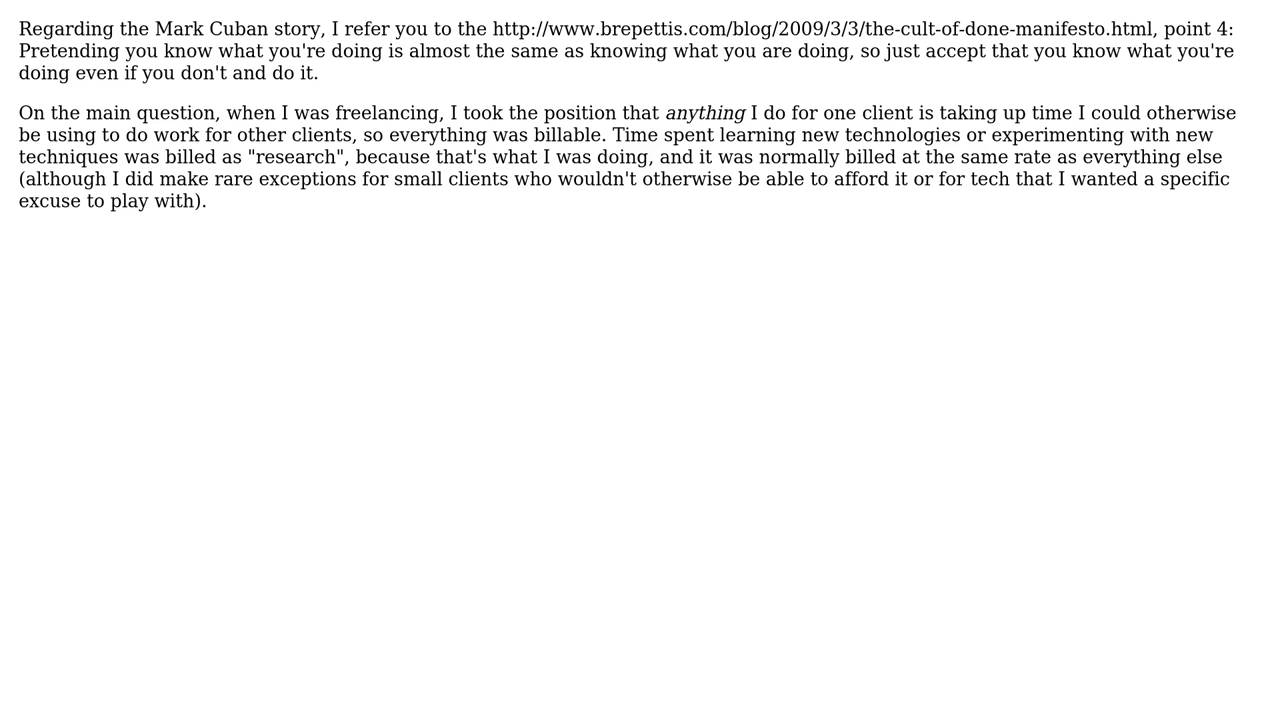 Regarding the Mark Cuban story, I refer you to the http://www.brepettis.com/blog/2009/3/3/the-cult-of-done-manifesto.html, point 4:
Pretending you know what you're doing is almost the same as knowing what you are doing, so just accept that you know what you're
doing even if you don't and do it.
On the main question, when I was freelancing, I took the position that anything I do for one client is taking up time I could otherwise
be using to do work for other clients, so everything was billable. Time spent learning new technologies or experimenting with new
techniques was billed as "research", because that's what I was doing, and it was normally billed at the same rate as everything else
(although I did make rare exceptions for small clients who wouldn't otherwise be able to afford it or for tech that I wanted a specific
excuse to play with).